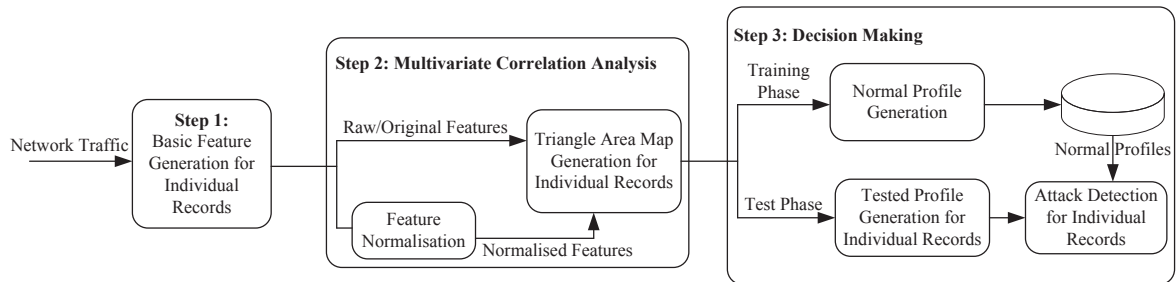 Network Traffic
Step 1:
Basic Feature
Generation for
Individual
Records
Step 2: Multivariate Correlation Analysis
Raw/Original Features
Triangle Area Map
Generation for
Individual Records
Feature
Normalisation
Normalised Features
Step 3: Decision Making
Training
Phase
Normal Profile
Generation
Normal Profiles
Test Phase
Tested Profile
Generation for
Individual Records
Attack Detection
for Individual
Records